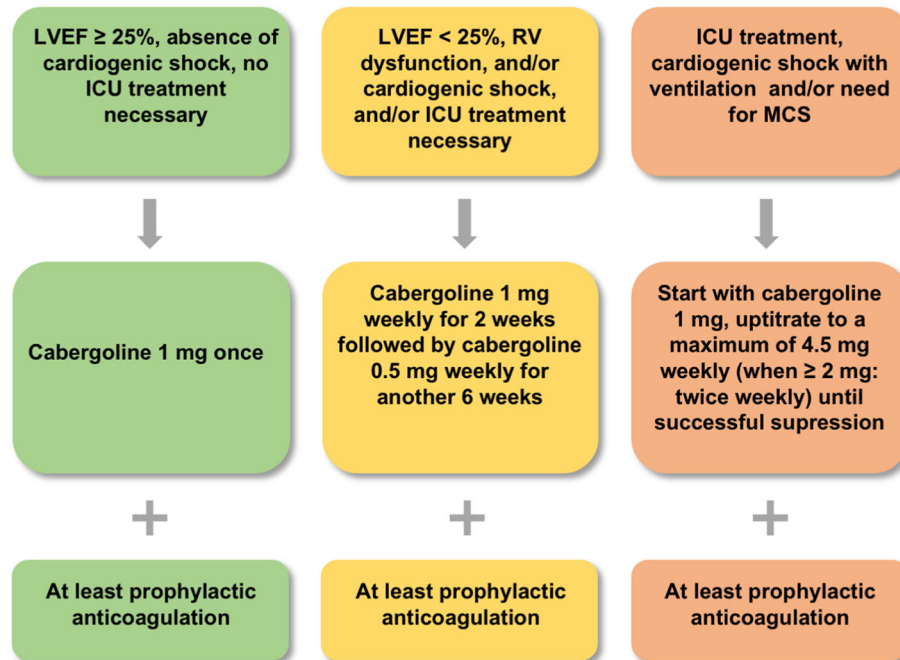 LVEF ≥ 25%, absence of
cardiogenic shock, no
ICU treatment
necessary
LVEF < 25%, RV
dysfunction, and/or
cardiogenic shock,
and/or ICU treatment
necessary
ICU treatment,
cardiogenic shock with
ventilation and/or need
for MCS
Cabergoline 1 mg once
Cabergoline 1 mg
weekly for 2 weeks
followed by cabergoline
0.5 mg weekly for
another 6 weeks
Start with cabergoline
1 mg, uptitrate to a
maximum of 4.5 mg
weekly (when ≥ 2 mg:
twice weekly) until
successful supression
+
+
+
At least prophylactic
anticoagulation
At least prophylactic
anticoagulation
At least prophylactic
anticoagulation